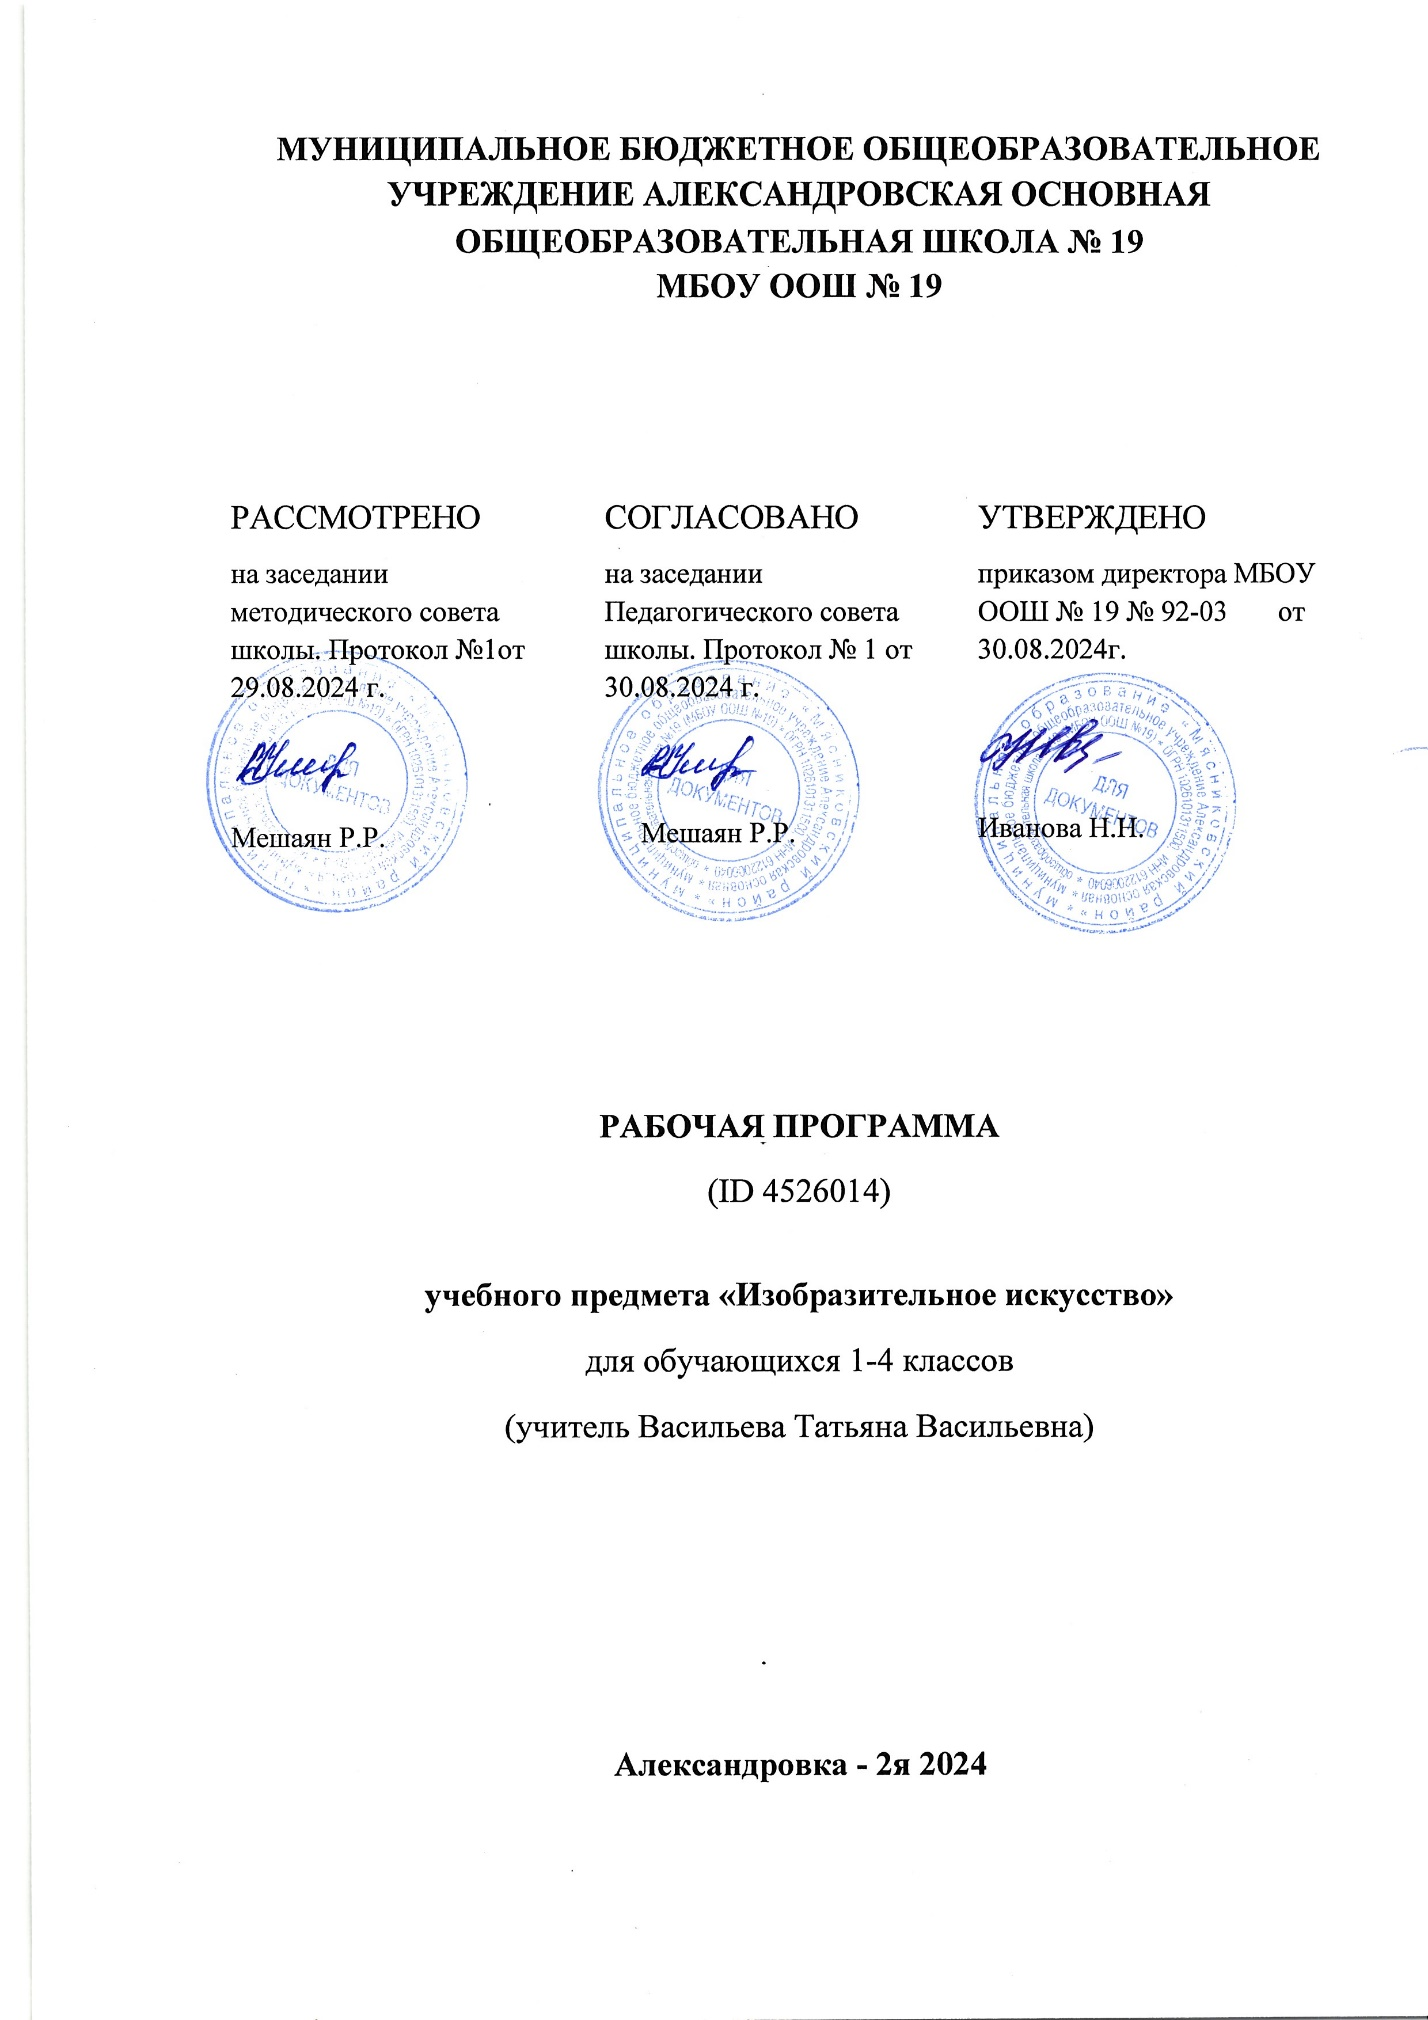 МУНИЦИПАЛЬНОЕ БЮДЖЕТНОЕ ОБЩЕОБРАЗОВАТЕЛЬНОЕ
УЧРЕЖДЕНИЕ АЛЕКСАНДРОВСКАЯ ОСНОВНАЯ
ОБЩЕОБРАЗОВАТЕЛЬНАЯ ШКОЛА № 19
МБОУ ООШ № 19
РАССМОТРЕНО
на заседании
методического совета
школы. Протокол №1от
29.08.2024 г.
Мешаян Р.Р.
СОГЛАСОВАНО
на заседании
Педагогического совета
школы. Протокол № 1 от
30.08.2024 г.
Мешаян Р.Р.
УТВЕРЖДЕНО
приказом директора МБОУ
ООШ № 19 № 92-03 от
30.08.2024г.
ДЛЯ
ДОКУМЕНТОВ
Иванова Н.Н.
РАБОЧАЯ ПРОГРАММА
(ID 4526014)
учебного предмета «Изобразительное искусство»
для обучающихся 1-4 классов
(учитель Васильева Татьяна Васильевна)
Александровка - 2я 2024